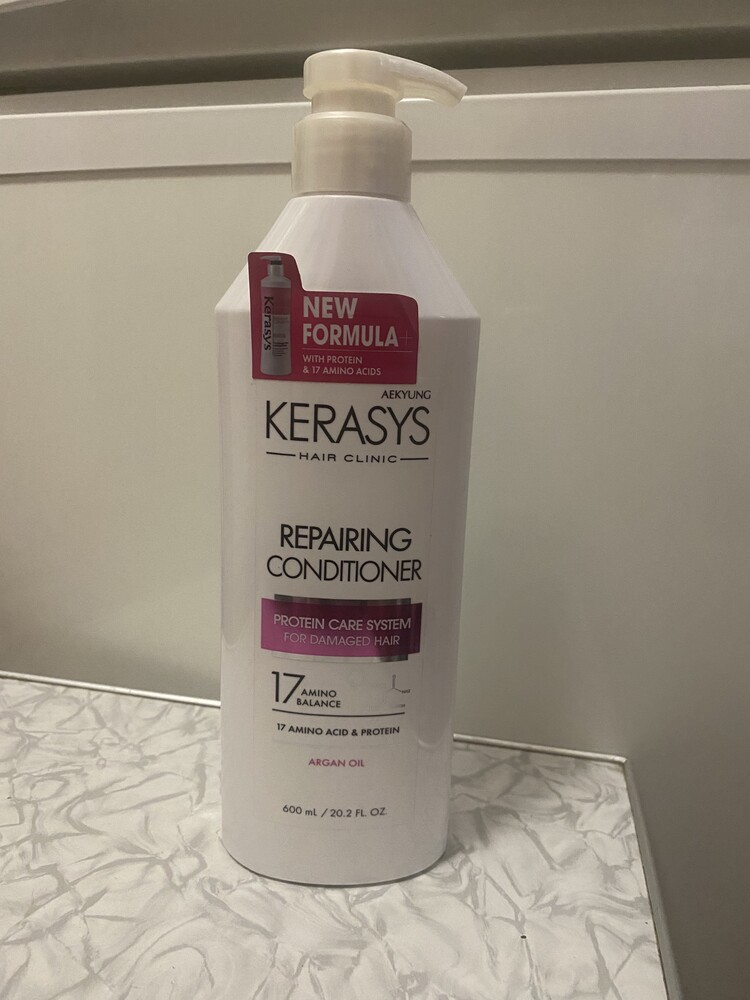 Kerasys
NEW
FORMULA+
WITH PROTEIN
& 17 AMINO ACIDS
AEKYUNG
KERASYS
HAIR CLINIC
REPAIRING
CONDITIONER
PROTEIN CARE SYSTEM
FOR DAMAGED HAIR
17 AMINO
BALANCE
17 AMINO ACID & PROTEIN
ARGAN OIL
600 mL / 20.2 FL. OZ.